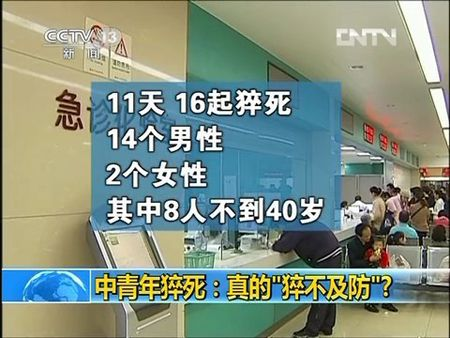 CCTV 13
新闻
CNTV
急诊
11天 16起猝死
14个男性
2个女性
其中8人不到40岁
中青年猝死：真的"猝不及防"？